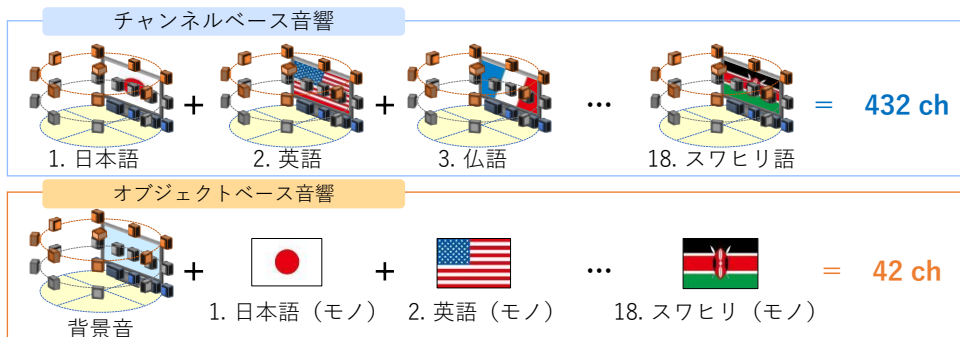 チャンネルベース音響
+ + ··· = 432 ch
1. 日本語 2. 英語 3. 仏語 18. スワヒリ語
オブジェクトベース音響
+ + ··· = 42 ch
背景音 1. 日本語（モノ） 2. 英語（モノ） 18. スワヒリ（モノ）